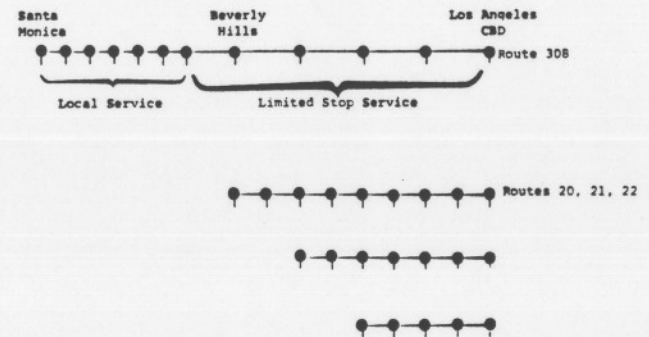 Santa
Monica
Beverly
Hills
Los Angeles
CBD
Route 308
Local Service
Limited Stop Service
Routes 20, 21, 22